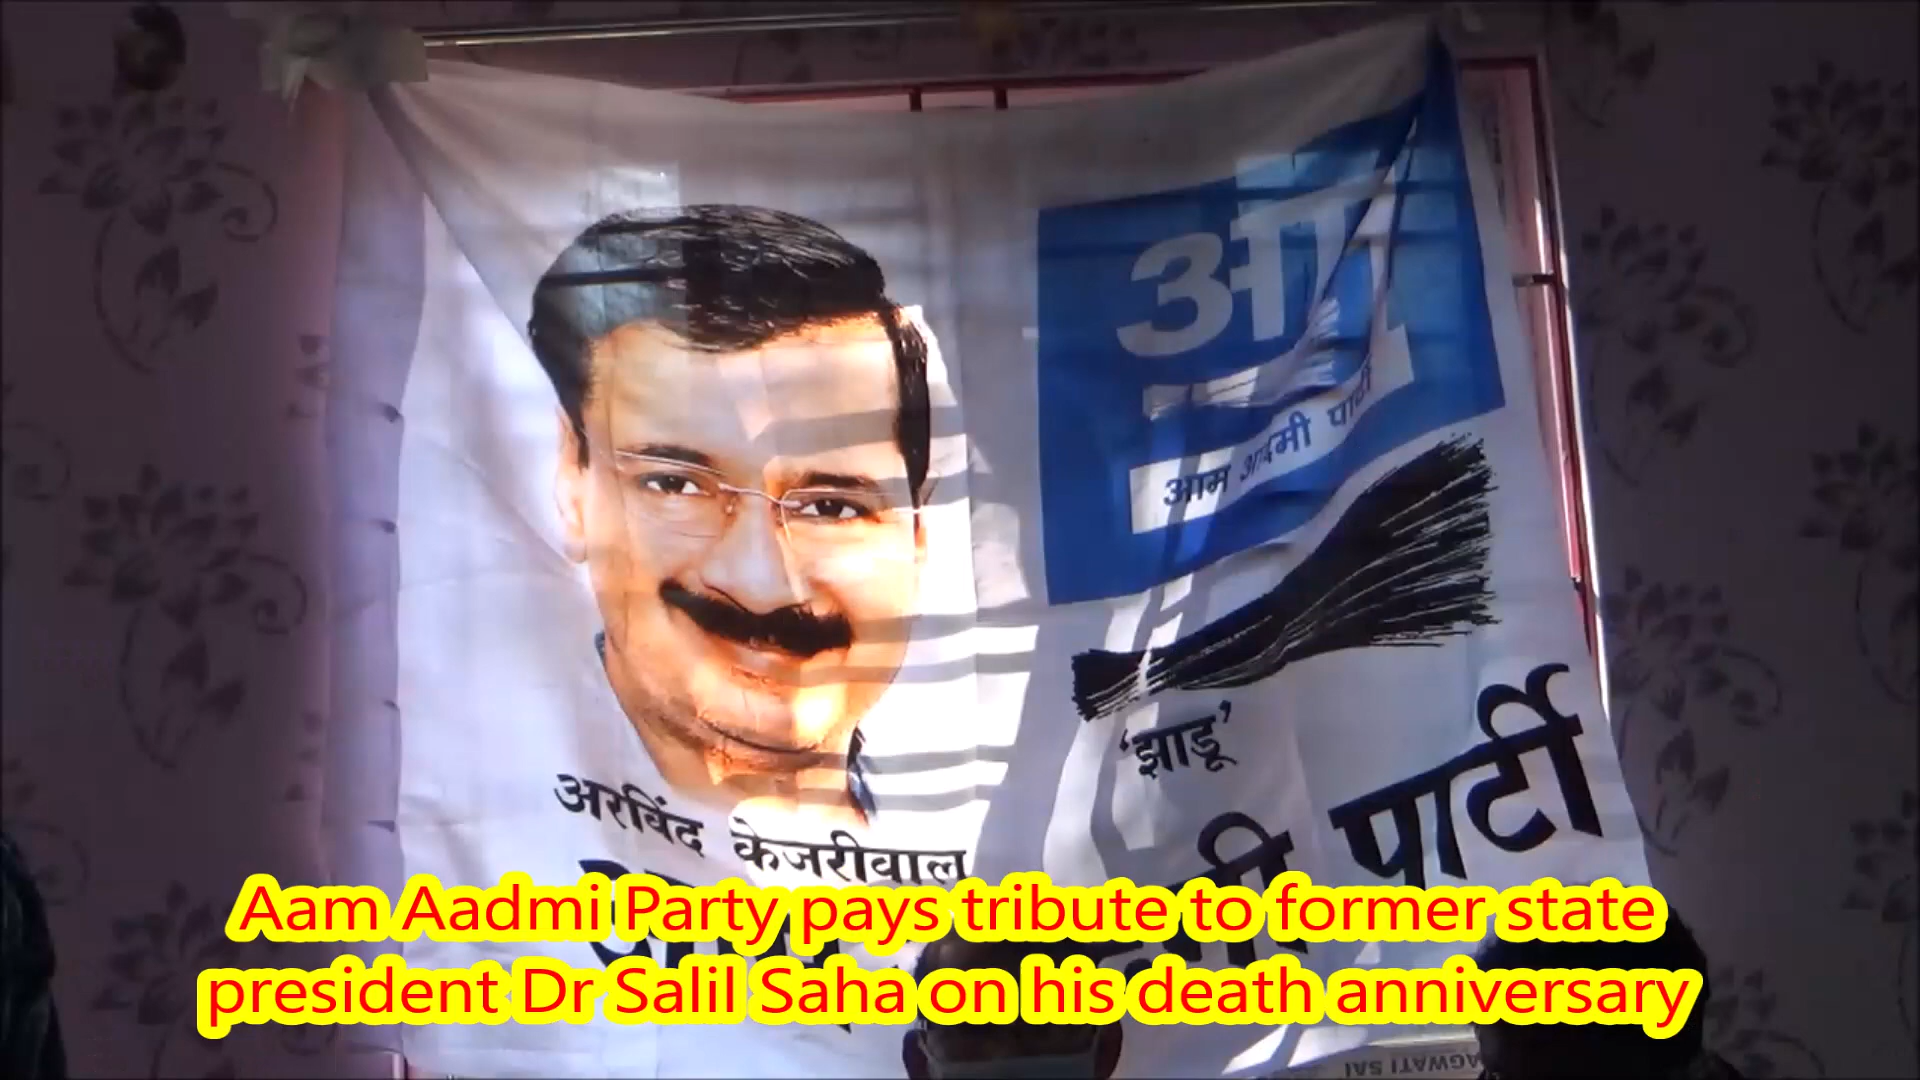 आ
आम आदमी पार्टी
'झाडू'
अरविंद केजरीवाल
पार्टी
Aam Aadmi Party pays tribute to former state
president Dr Salil Saha on his death anniversary